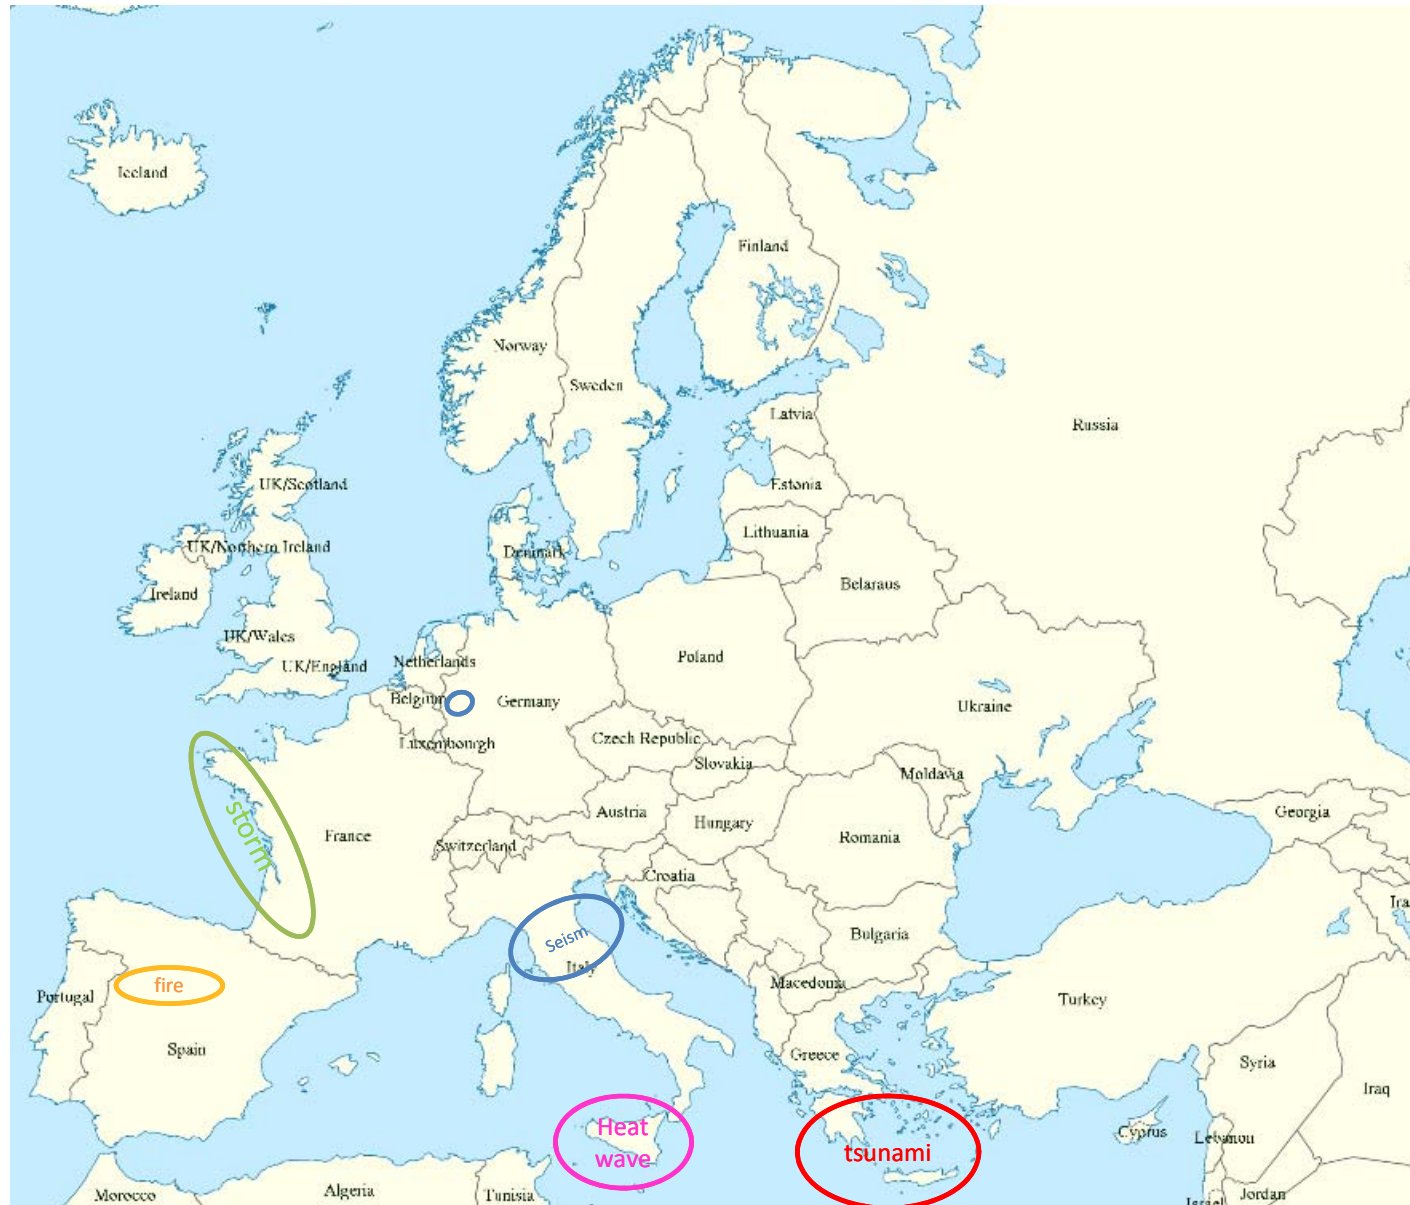 Iceland
Finland
Norway
Sweden
Latvia
Russia
UK/Scotland
Estonia
Lithuania
UK/Northern Ireland
Denmark
Belaraus
Ireland
UK/Wales
Netherlands
Poland
UK/England
Belgium
Germany
Ukraine
Luxembourgh
Czech Republic
Slovakia
Moldavia
storm
Austria
Georgia
France
Switzerland
Hungary
Romania
Croatia
Ira
Seism
Bulgaria
Italy
fire
Macedonia
Portugal
Turkey
Spain
Greece
Syria
Iraq
Heat
wave
tsunami
Cyprus
Lebanon
Morocco
Algeria
Tunisia
Jordan
Israel